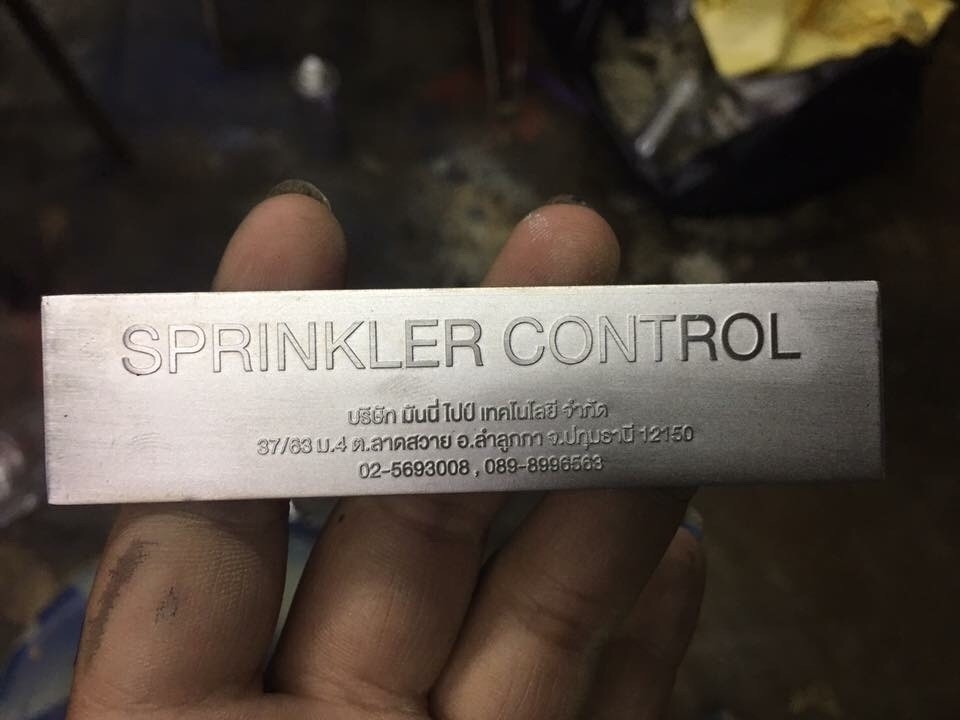 SPRINKLER CONTROL
บริษัท มันนี่ ไปป์ เทคโนโลยี จำกัด
37/63 ม.4 ต.ลาดสวาย อ.ลำลูกกา จ.ปทุมธานี 12150
02-5693008 , 089-8996563